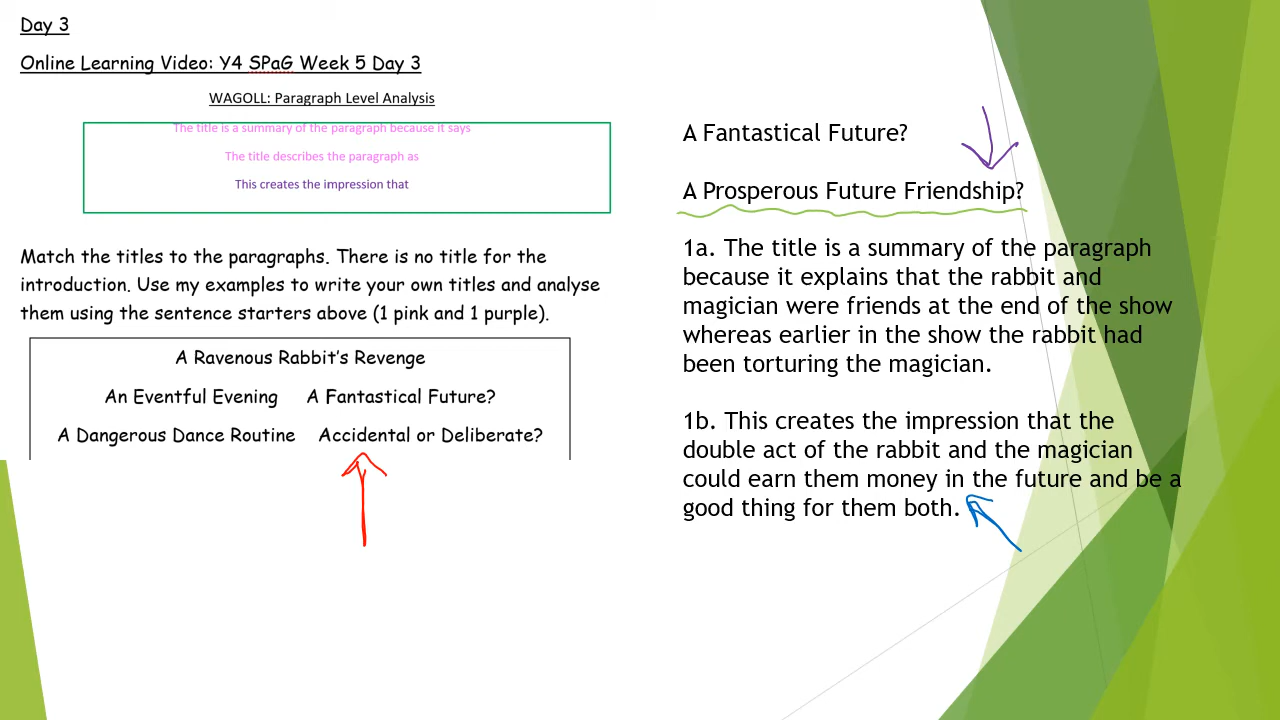 Day 3
Online Learning Video: Y4 SPaG Week 5 Day 3
WAGOLL: Paragraph Level Analysis
The title is a summary of the paragraph because it says
The title describes the paragraph as
This creates the impression that
Match the titles to the paragraphs. There is no title for the
introduction. Use my examples to write your own titles and analyse
them using the sentence starters above (1 pink and 1 purple).
A Ravenous Rabbit's Revenge
An Eventful Evening A Fantastical Future?
A Dangerous Dance Routine Accidental or Deliberate?
A Fantastical Future?
A Prosperous Future Friendship?
1a. The title is a summary of the paragraph
because it explains that the rabbit and
magician were friends at the end of the show
whereas earlier in the show the rabbit had
been torturing the magician.
1b. This creates the impression that the
double act of the rabbit and the magician
could earn them money in the future and be a
good thing for them both.